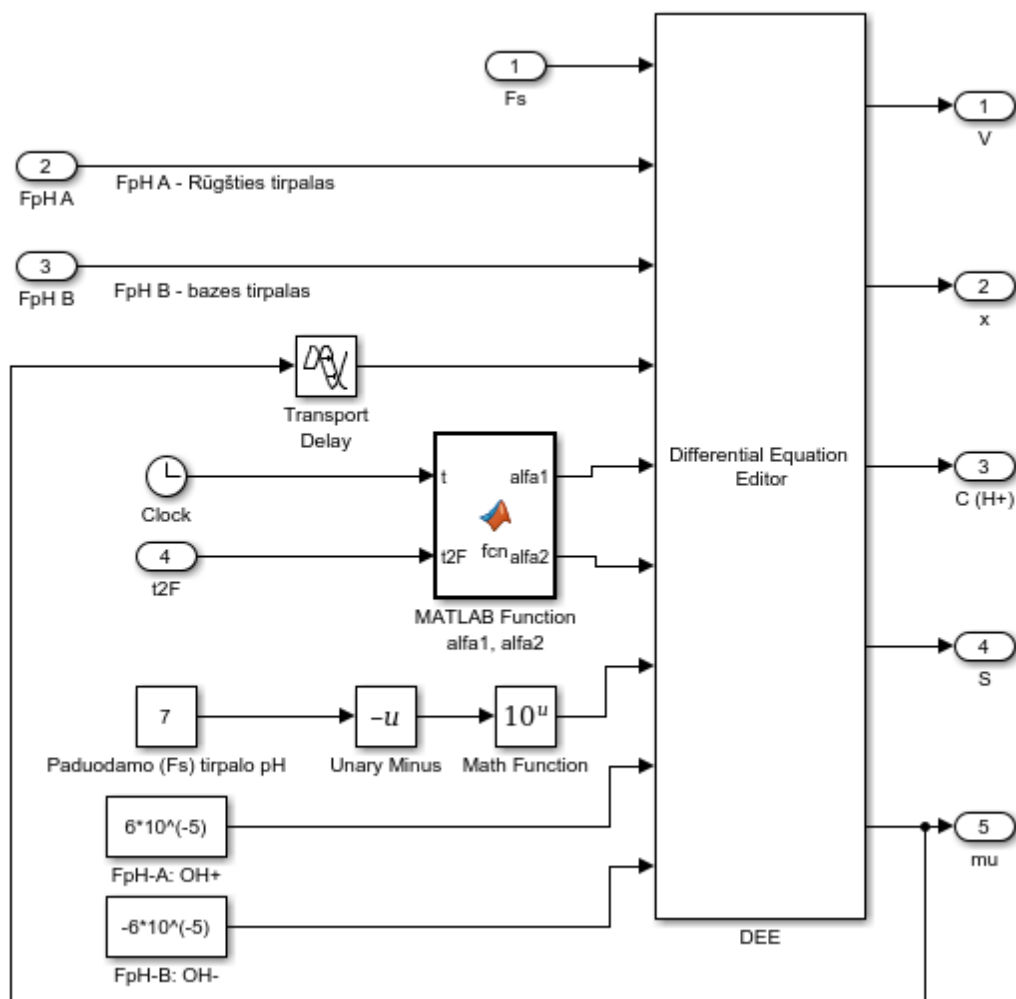 1
Fs
1
V
2
FpH A
FpH A - Rūgšties tirpalas
3
FpH B
FpH B - bazes tirpalas
2
x
Transport
Delay
Differential Equation
Editor
3
C (H+)
Clock
t
alfa1
4
t2F
t2F
fcn
alfa2
MATLAB Function
alfa1, alfa2
4
S
7
Paduodamo (Fs) tirpalo pH
−u
Unary Minus
10^u
Math Function
6*10^(-5)
FpH-A: OH+
5
mu
-6*10^(-5)
FpH-B: OH-
DEE